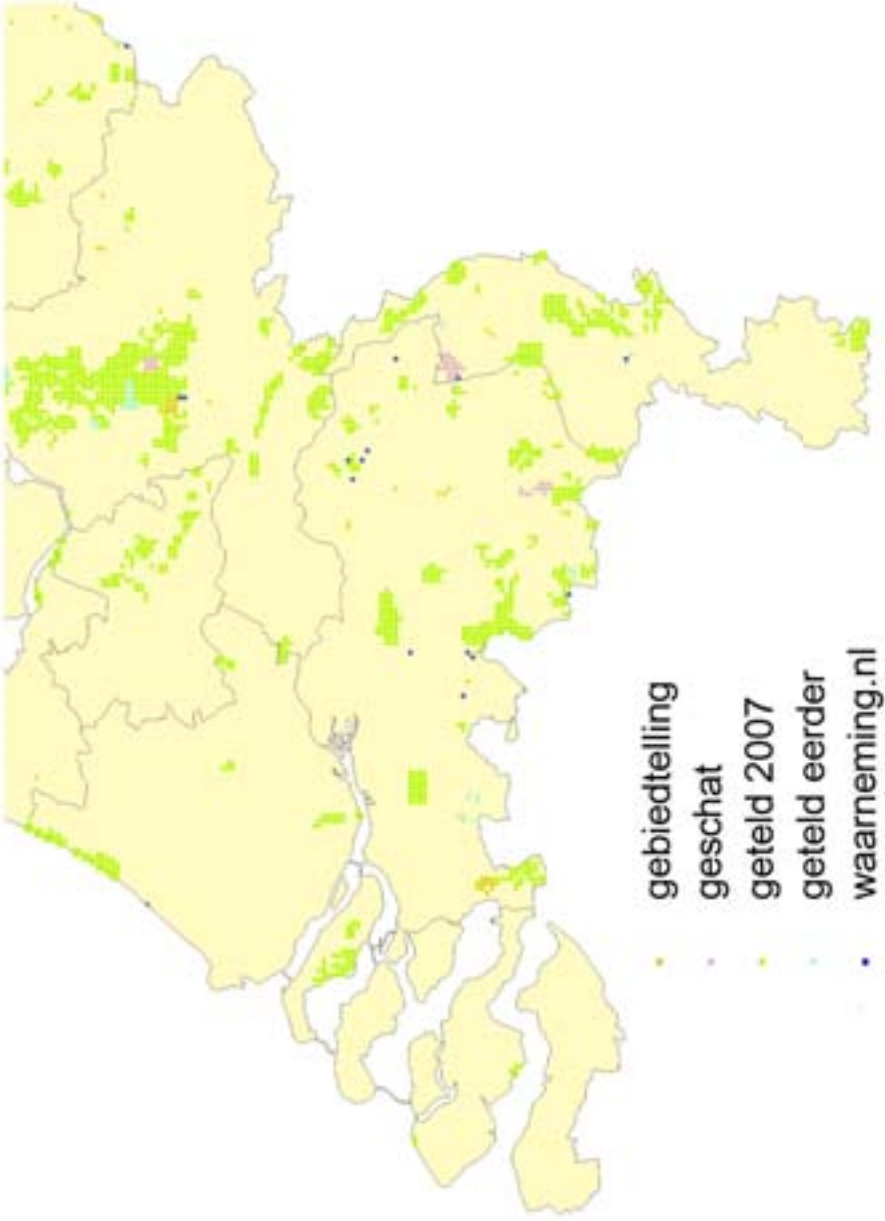 gebiedtelling
geschat
geteld 2007
geteld eerder
waarneming.nl